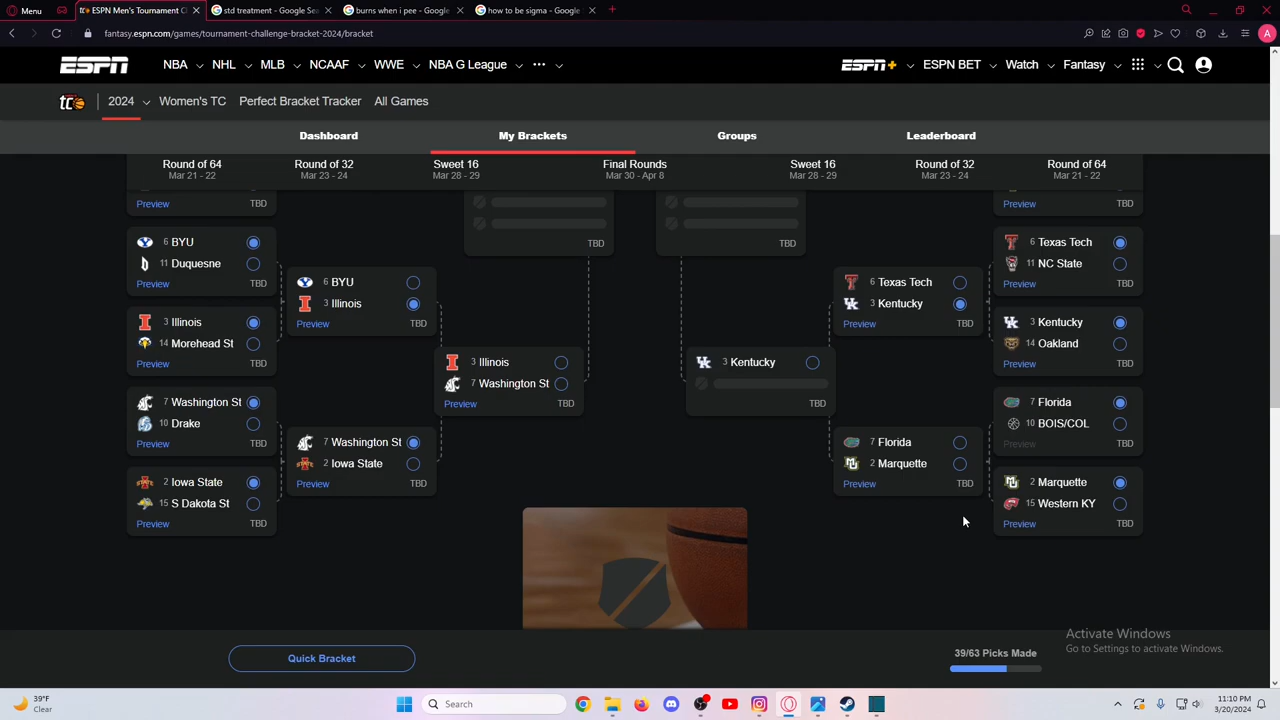 Menu
ESPN Men's Tournament Ch
std treatment - Google Sea
burns when i pee - Google S
how to be sigma - Google S
fantasy.espn.com/games/tournament-challenge-bracket-2024/bracket
A
ESPN NBA NHL MLB NCAAF WWE NBA G League ESPN+ ESPN BET Watch Fantasy
tc 2024 Women's TC Perfect Bracket Tracker All Games
Dashboard My Brackets Groups Leaderboard
Round of 64 Round of 32 Sweet 16 Final Rounds Sweet 16 Round of 32 Round of 64
Mar 21 - 22 Mar 23 - 24 Mar 28 - 29 Mar 30 - Apr 8 Mar 28 - 29 Mar 23 - 24 Mar 21 - 22
Preview TBD
6 BYU
11 Duquesne
Preview TBD
3 Illinois
14 Morehead St
Preview TBD
7 Washington St
10 Drake
Preview TBD
2 Iowa State
15 S Dakota St
Preview TBD
6 BYU
3 Illinois
Preview TBD
7 Washington St
2 Iowa State
Preview TBD
TBD
3 Illinois
7 Washington St
Preview TBD
TBD
3 Kentucky
TBD
6 Texas Tech
3 Kentucky
Preview TBD
7 Florida
2 Marquette
Preview TBD
Preview TBD
6 Texas Tech
11 NC State
Preview TBD
3 Kentucky
14 Oakland
Preview TBD
7 Florida
10 BOIS/COL
Preview TBD
2 Marquette
15 Western KY
Preview TBD
Quick Bracket
39/63 Picks Made
Activate Windows
Go to Settings to activate Windows.
39°F
Clear
Search
11:10 PM
3/20/2024